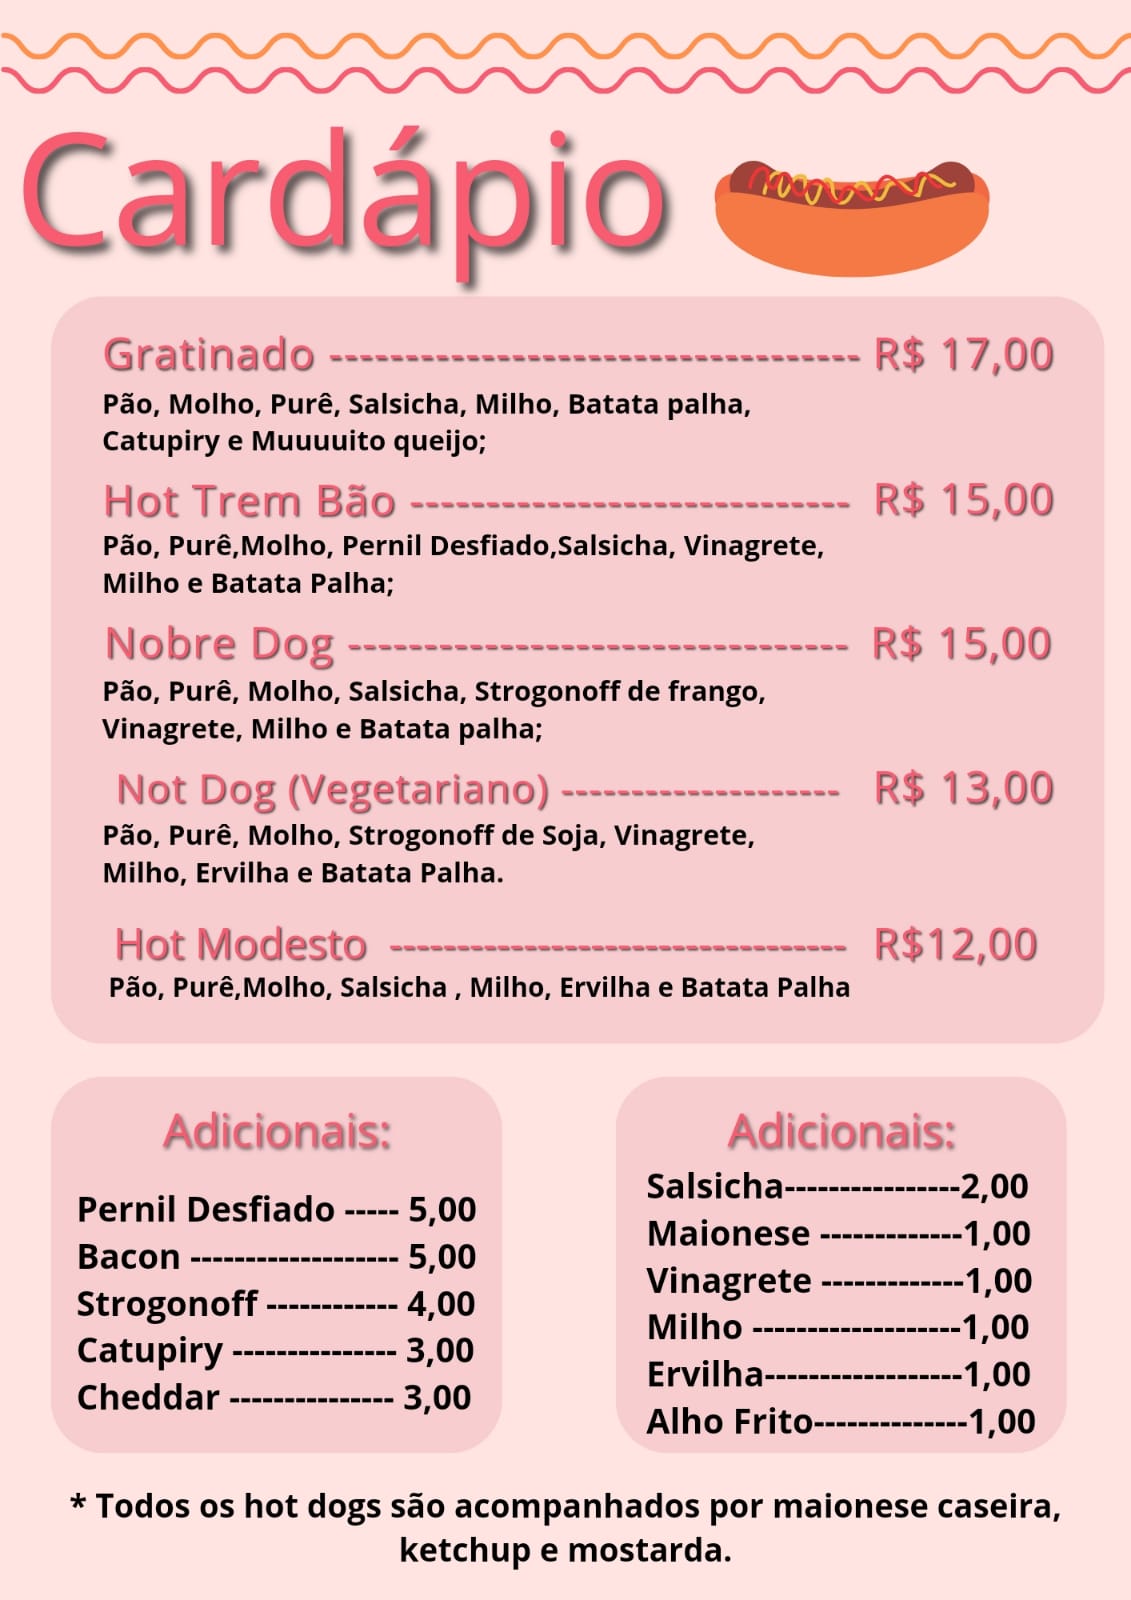 Cardápio
Gratinado ----------------------------------- R$ 17,00
Pão, Molho, Purê, Salsicha, Milho, Batata palha,
Catupiry e Muuuuito queijo;
Hot Trem Bão ----------------------------- R$ 15,00
Pão, Purê,Molho, Pernil Desfiado,Salsicha, Vinagrete,
Milho e Batata Palha;
Nobre Dog --------------------------------- R$ 15,00
Pão, Purê, Molho, Salsicha, Strogonoff de frango,
Vinagrete, Milho e Batata palha;
Not Dog (Vegetariano) -------------------- R$ 13,00
Pão, Purê, Molho, Strogonoff de Soja, Vinagrete,
Milho, Ervilha e Batata Palha.
Hot Modesto ---------------------------------- R$12,00
Pão, Purê,Molho, Salsicha , Milho, Ervilha e Batata Palha
Adicionais:
Pernil Desfiado ----- 5,00
Bacon ------------------- 5,00
Strogonoff ------------ 4,00
Catupiry --------------- 3,00
Cheddar --------------- 3,00
Adicionais:
Salsicha----------------2,00
Maionese -------------1,00
Vinagrete -------------1,00
Milho -------------------1,00
Ervilha------------------1,00
Alho Frito--------------1,00
* Todos os hot dogs são acompanhados por maionese caseira,
ketchup e mostarda.